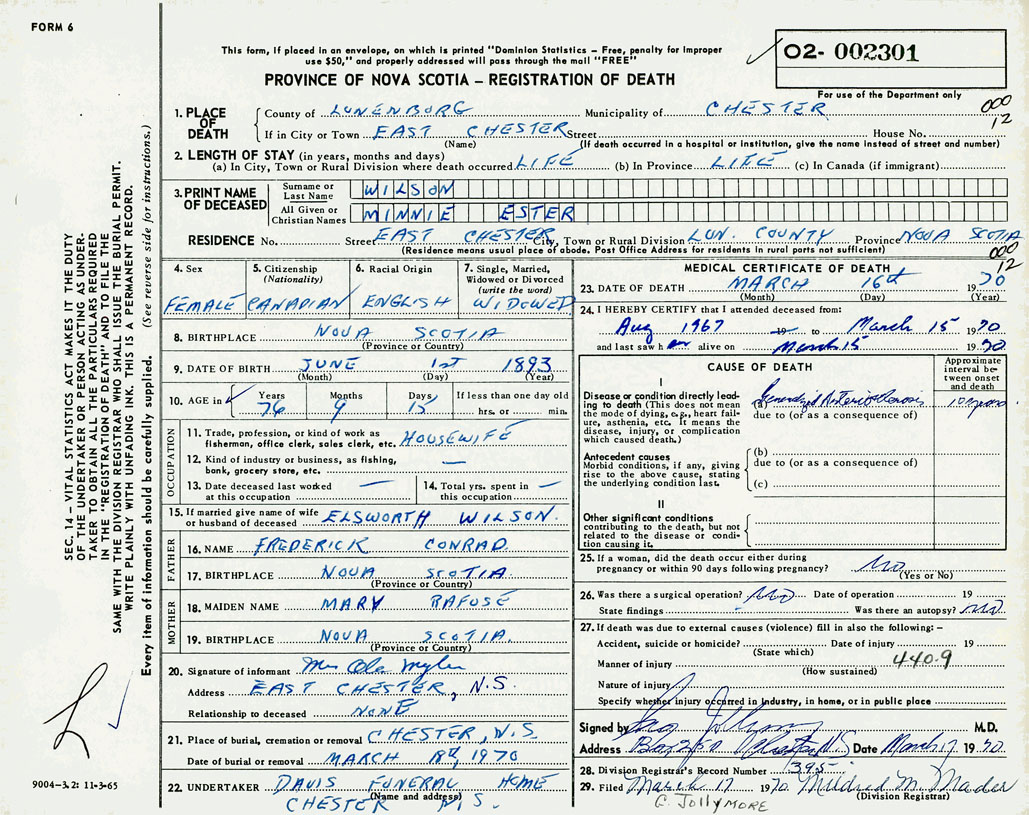 FORM 6
This form, if placed in an envelope, on which is printed "Dominion Statistics – Free, penalty for improper
use $50," and properly addressed will pass through the mail "FREE"
O2- 002301
PROVINCE OF NOVA SCOTIA – REGISTRATION OF DEATH
For use of the Department only
000
12
1. PLACE OF DEATH
County of LUNENBURG Municipality of CHESTER
If in City or Town EAST CHESTER Street House No.
(Name) (If death occurred in a hospital or institution, give the name instead of street and number)
2. LENGTH OF STAY (in years, months and days)
(a) In City, Town or Rural Division where death occurred LIFE (b) In Province LIFE (c) In Canada (if immigrant)
3. PRINT NAME OF DECEASED
Surname or Last Name WILSON
All Given or Christian Names MINNIE ESTER
RESIDENCE No. Street EAST CHESTER City, Town or Rural Division LUN. COUNTY Province NOVA SCOTIA
(Residence means usual place of abode. Post Office Address for residents in rural parts not sufficient)
000
12
4. Sex
FEMALE
5. Citizenship
(Nationality)
CANADIAN
6. Racial Origin
ENGLISH
7. Single, Married,
Widowed or Divorced
(write the word)
WIDOWED
8. BIRTHPLACE NOVA SCOTIA
(Province or Country)
9. DATE OF BIRTH JUNE 1st 1893
(Month) (Day) (Year)
10. AGE in Years Months Days If less than one day old
76 9 15 hrs. or min.
OCCUPATION
11. Trade, profession, or kind of work as
fisherman, office clerk, sales clerk, etc. HOUSEWIFE
12. Kind of industry or business, as fishing,
bank, grocery store, etc. —
13. Date deceased last worked
at this occupation —
14. Total yrs. spent in
this occupation —
15. If married give name of wife
or husband of deceased ELSWORTH WILSON.
FATHER
16. NAME FREDERICK CONRAD.
17. BIRTHPLACE NOVA SCOTIA.
(Province or Country)
MOTHER
18. MAIDEN NAME MARY RAFUSE
19. BIRTHPLACE NOVA SCOTIA.
(Province or Country)
20. Signature of informant Mrs Ola
Address EAST CHESTER, N.S.
Relationship to deceased NONE
21. Place of burial, cremation or removal CHESTER, N.S.
Date of burial or removal MARCH 18th, 1970
22. UNDERTAKER DAVIS FUNERAL HOME
(Name and address)
CHESTER N.S.
MEDICAL CERTIFICATE OF DEATH
23. DATE OF DEATH MARCH 16th 1970
(Month) (Day) (Year)
24. I HEREBY CERTIFY that I attended deceased from:
Aug 1967 19 to March 15 1970
and last saw her alive on March 15 1970
CAUSE OF DEATH
Approximate
interval be-
tween onset
and death
I
Disease or condition directly lead-
ing to death (This does not
mean the mode of dying, e.g., heart fail-
ure, asthenia, etc. It means the
disease, injury, or complication
which caused death.)
(a) Generalized Arteriosclerosis 10 years
due to (or as a consequence of)
Antecedent causes
Morbid conditions, if any, giving
rise to the above cause, stating
the underlying condition last.
(b)
due to (or as a consequence of)
(c)
II
Other significant conditions
contributing to the death, but not
related to the disease or condi-
tion causing it.
25. If a woman, did the death occur either during
pregnancy or within 90 days following pregnancy? No
(Yes or No)
26. Was there a surgical operation? No Date of operation 19
State findings Was there an autopsy? No
27. If death was due to external causes (violence) fill in also the following: –
Accident, suicide or homicide? Date of injury 19
(State which)
Manner of injury 440.9
(How sustained)
Nature of injury
Specify whether injury occurred in industry, in home, or in public place
Signed by M.D.
Address Chester N.S Date March 17 1970
28. Division Registrar's Record Number 1395
29. Filed March 17 1970 Mildred M. Mader
(Division Registrar)
G. JOLLYMORE
SEC. 14 – VITAL STATISTICS ACT MAKES IT THE DUTY
OF THE UNDERTAKER OR PERSON ACTING AS UNDER-
TAKER TO OBTAIN ALL THE PARTICULARS REQUIRED
IN THE "REGISTRATION OF DEATH" AND TO FILE THE
SAME WITH THE DIVISION REGISTRAR WHO SHALL ISSUE THE BURIAL PERMIT.
WRITE PLAINLY WITH UNFADING INK. THIS IS A PERMANENT RECORD.
Every item of information should be carefully supplied. (See reverse side for instructions.)
9004–3.2: 11-3-65